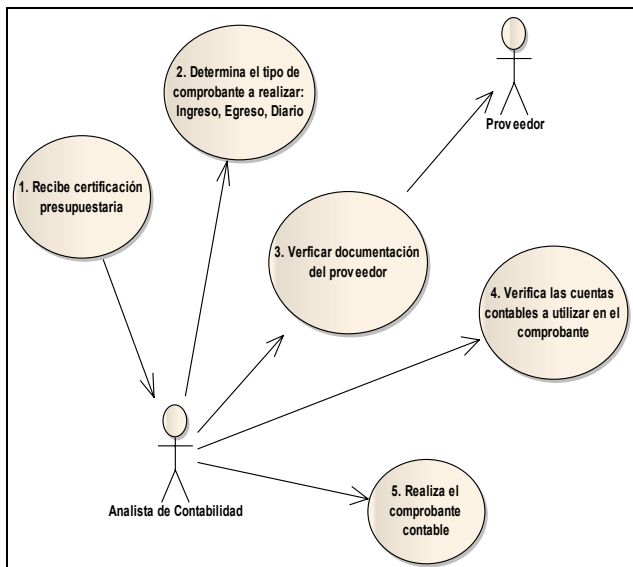 1. Recibe certificación
presupuestaria
2. Determina el tipo de
comprobante a realizar:
Ingreso, Egreso, Diario
Proveedor
3. Verficar documentación
del proveedor
4. Verifica las cuentas
contables a utilizar en el
comprobante
5. Realiza el
comprobante
contable
Analista de Contabilidad